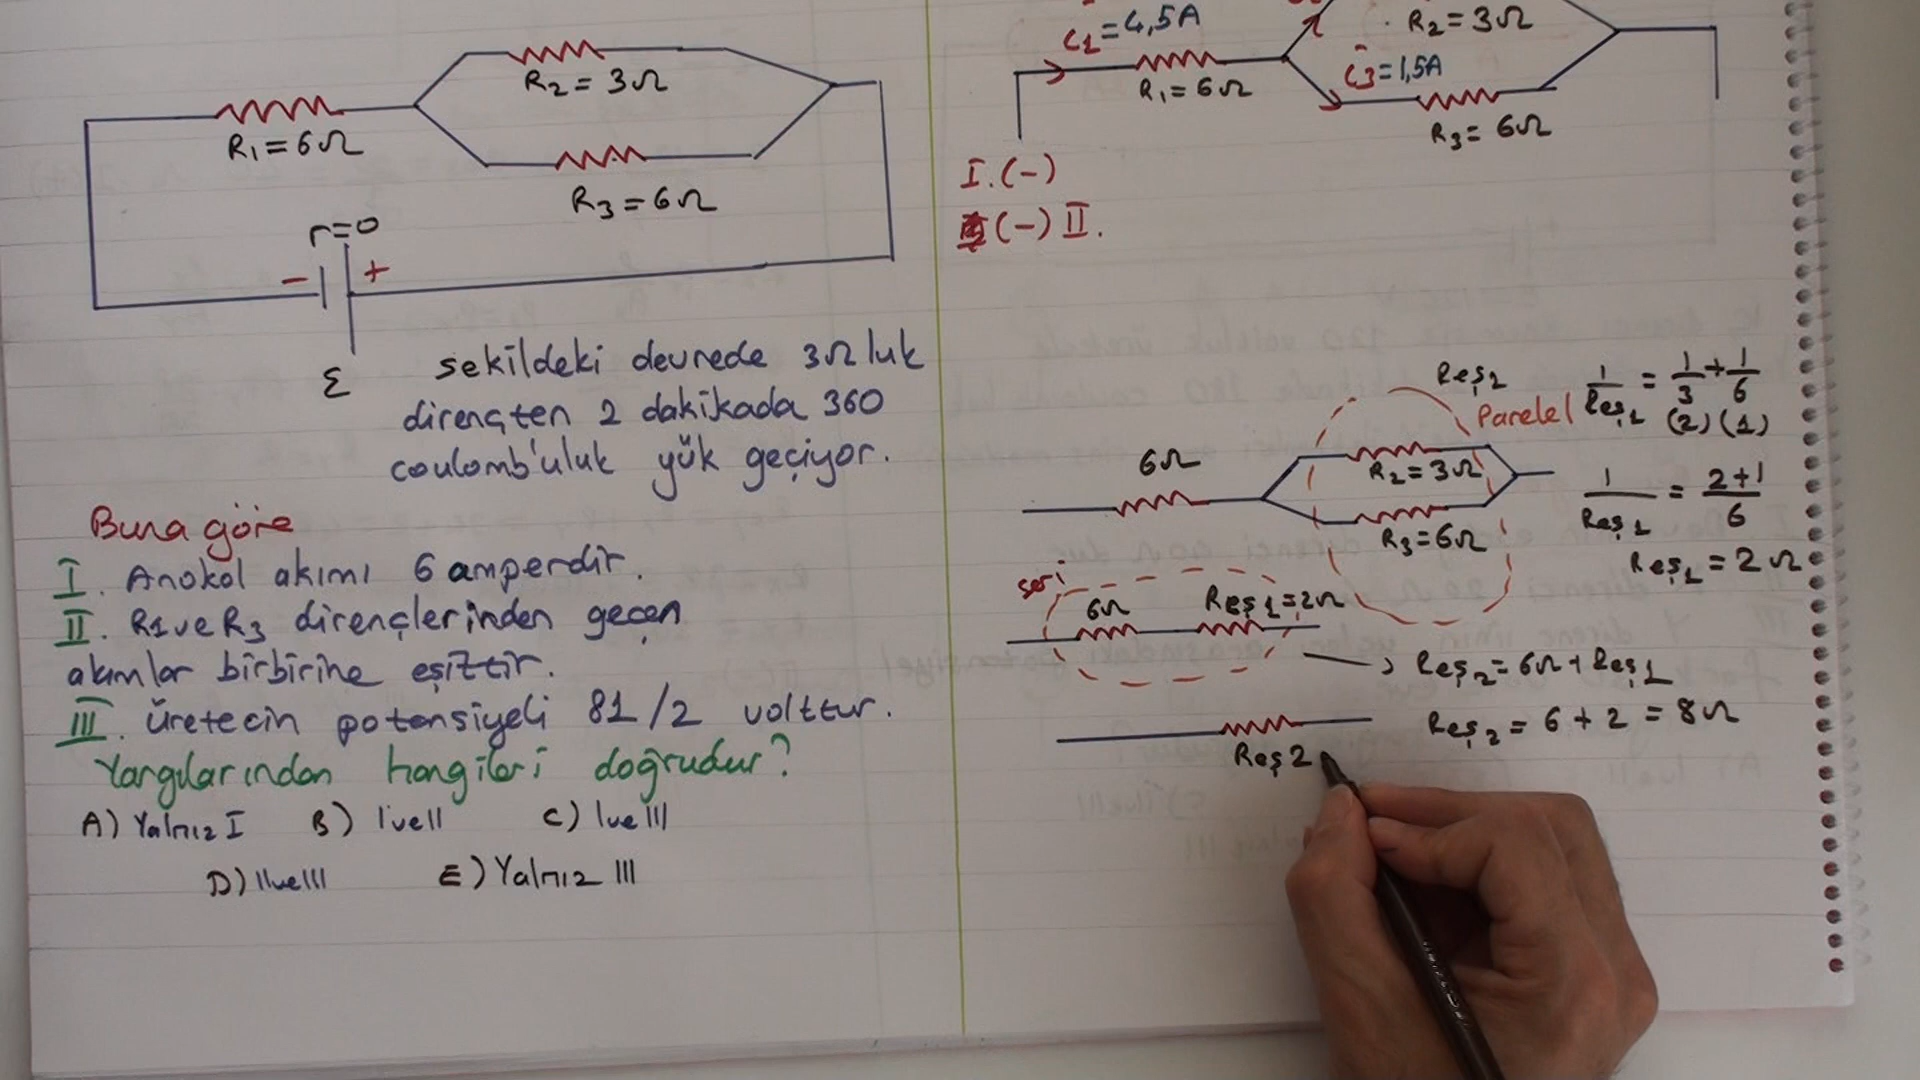 R2 = 3Ω
R1 = 6Ω
R3 = 6Ω
r=0
- +
Ɛ
sekildeki devrede 3Ω luk
dirençten 2 dakikada 360
coulomb'uluk yük geçiyor.
Buna göre
I. Anakol akımı 6 amperdir.
II. R1 ve R3 dirençlerinden geçen
akımlar birbirine eşittir.
III. üretecin potansiyeli 81/2 volttur.
Yargılarından hangileri doğrudur?
A) Yalnız I B) I ve II C) I ve III
D) II ve III E) Yalnız III
i1 = 4,5A
R2 = 3Ω
i3 = 1,5A
R1 = 6Ω
R3 = 6Ω
I. (-)
(-) II.
Reş2
Parelel
1/Reş1 = 1/3 + 1/6
(2) (1)
6Ω
R2 = 3Ω
R3 = 6Ω
1/Reş1 = 2+1/6
Reş1 = 2Ω
seri
6Ω Reş1 = 2Ω
Reş2 = 6Ω + Reş1
Reş2 = 6 + 2 = 8Ω
Reş2